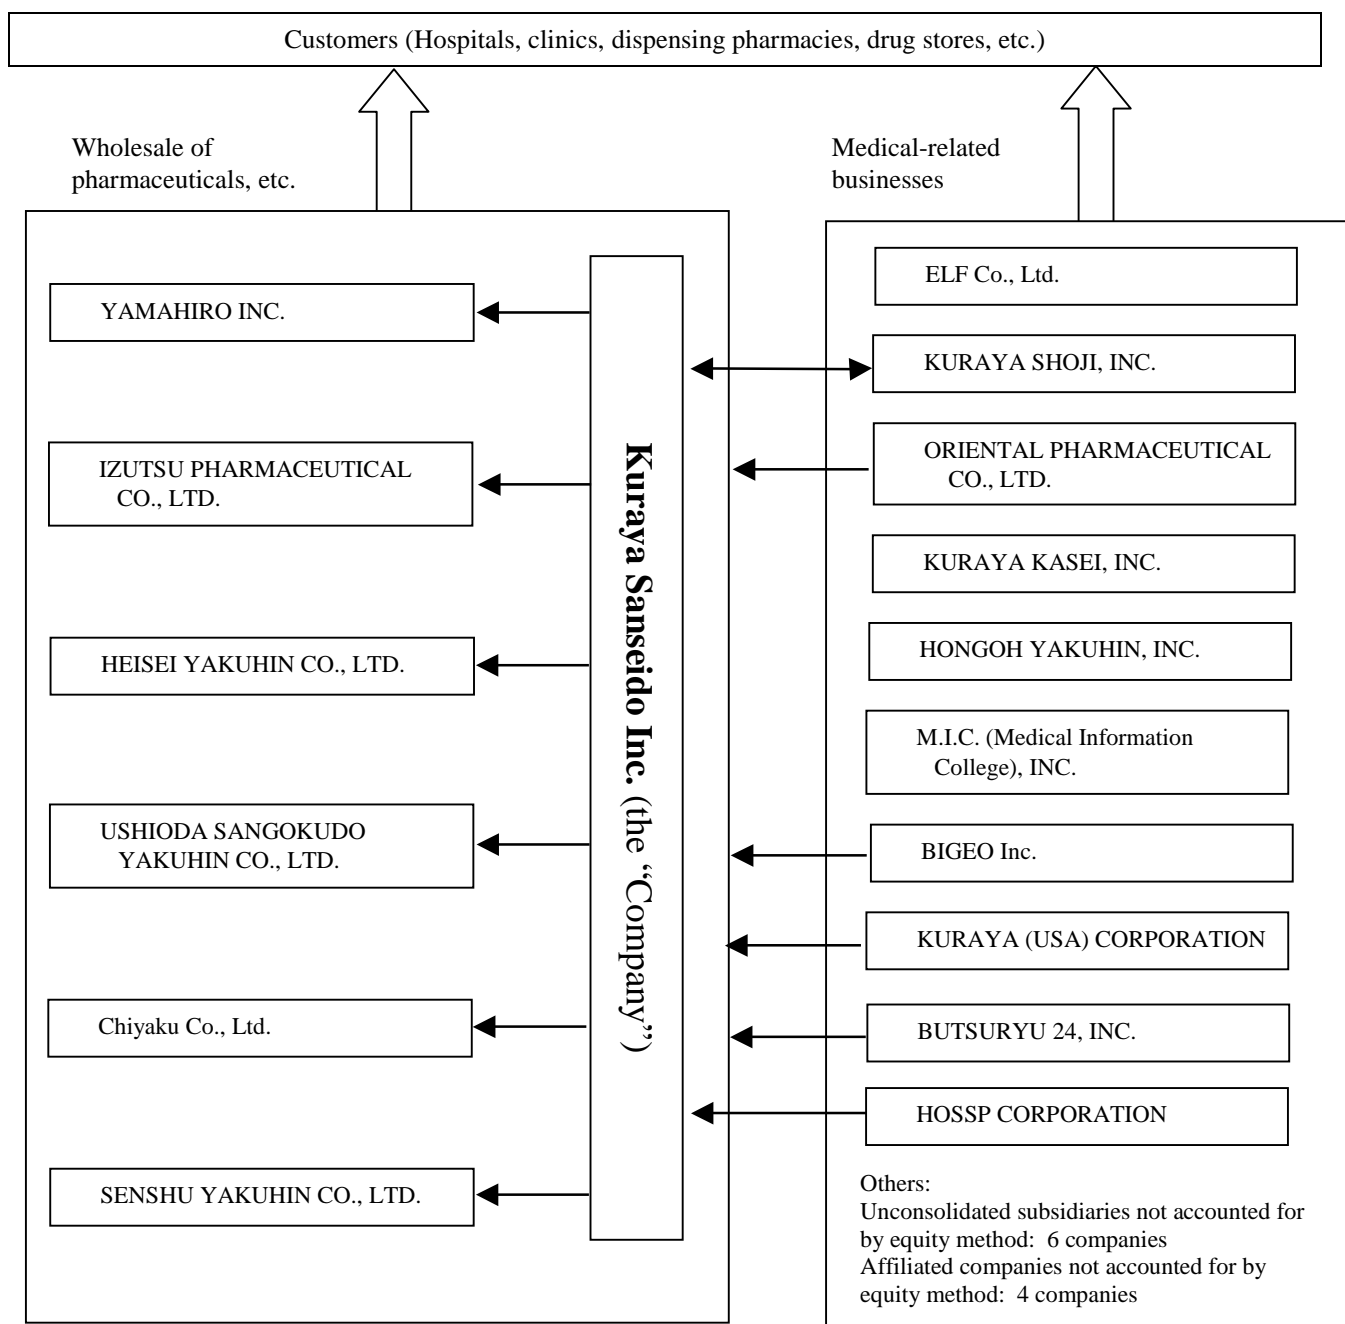 Customers (Hospitals, clinics, dispensing pharmacies, drug stores, etc.)
Wholesale of
pharmaceuticals, etc.
Medical-related
businesses
YAMAHIRO INC.
IZUTSU PHARMACEUTICAL
CO., LTD.
HEISEI YAKUHIN CO., LTD.
USHIODA SANGOKUDO
YAKUHIN CO., LTD.
Chiyaku Co., Ltd.
SENSHU YAKUHIN CO., LTD.
Kuraya Sanseido Inc. (the “Company”)
ELF Co., Ltd.
KURAYA SHOJI, INC.
ORIENTAL PHARMACEUTICAL
CO., LTD.
KURAYA KASEI, INC.
HONGOH YAKUHIN, INC.
M.I.C. (Medical Information
College), INC.
BIGEO Inc.
KURAYA (USA) CORPORATION
BUTSURYU 24, INC.
HOSSP CORPORATION
Others:
Unconsolidated subsidiaries not accounted for
by equity method:  6 companies
Affiliated companies not accounted for by
equity method:  4 companies